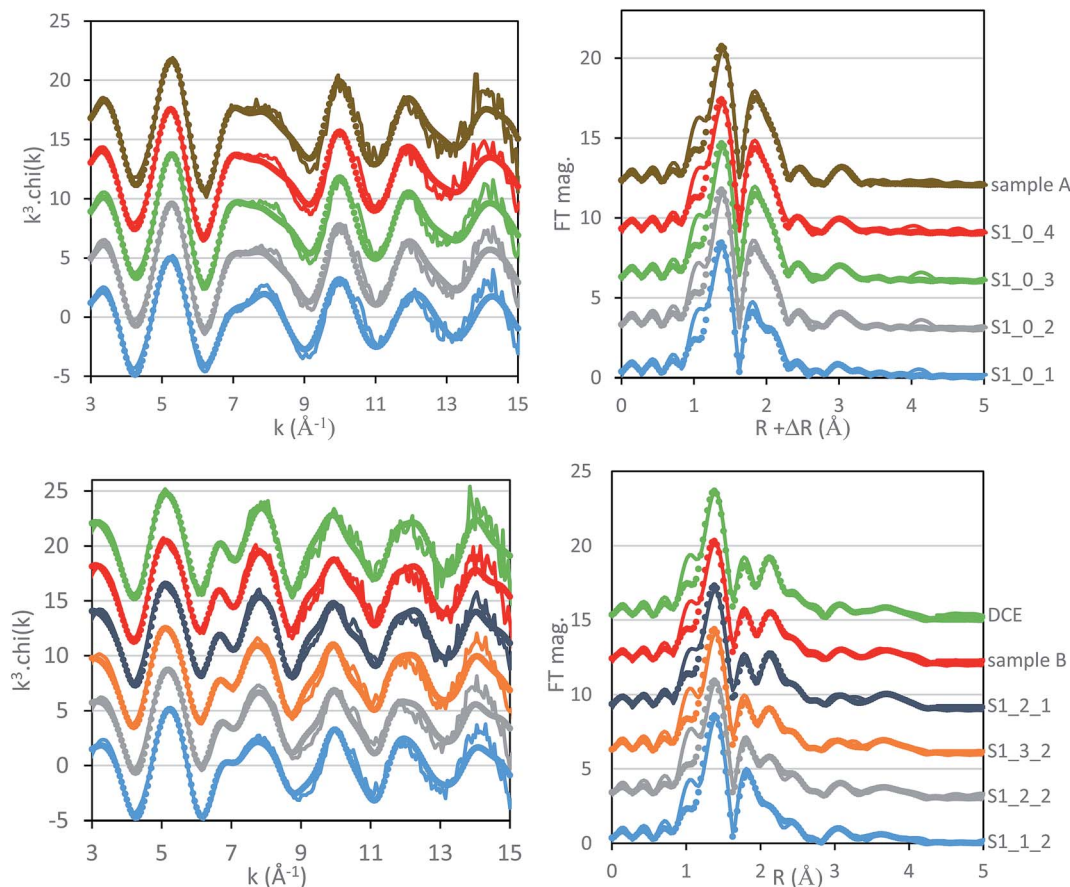 25
20
15
10
5
0
-5
k³.chi(k)
3 5 7 9 11 13 15
k (Å⁻¹)
20
15
10
5
0
FT mag.
0 1 2 3 4 5
R +ΔR (Å)
sample A
S1_0_4
S1_0_3
S1_0_2
S1_0_1
25
20
15
10
5
0
-5
k³.chi(k)
3 5 7 9 11 13 15
k (Å⁻¹)
25
20
15
10
5
0
FT mag.
0 1 2 3 4 5
R (Å)
DCE
sample B
S1_2_1
S1_3_2
S1_2_2
S1_1_2